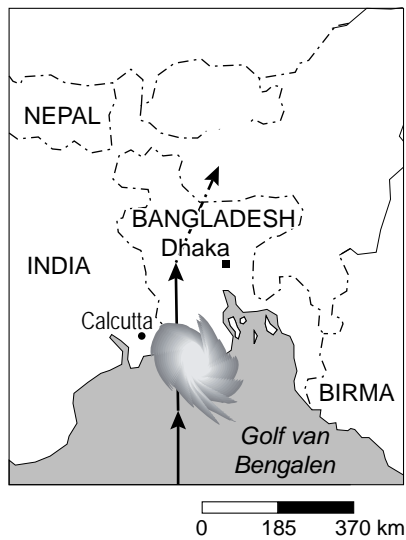 NEPAL
BANGLADESH
Dhaka
INDIA
Calcutta
BIRMA
Golf van
Bengalen
0 185 370 km